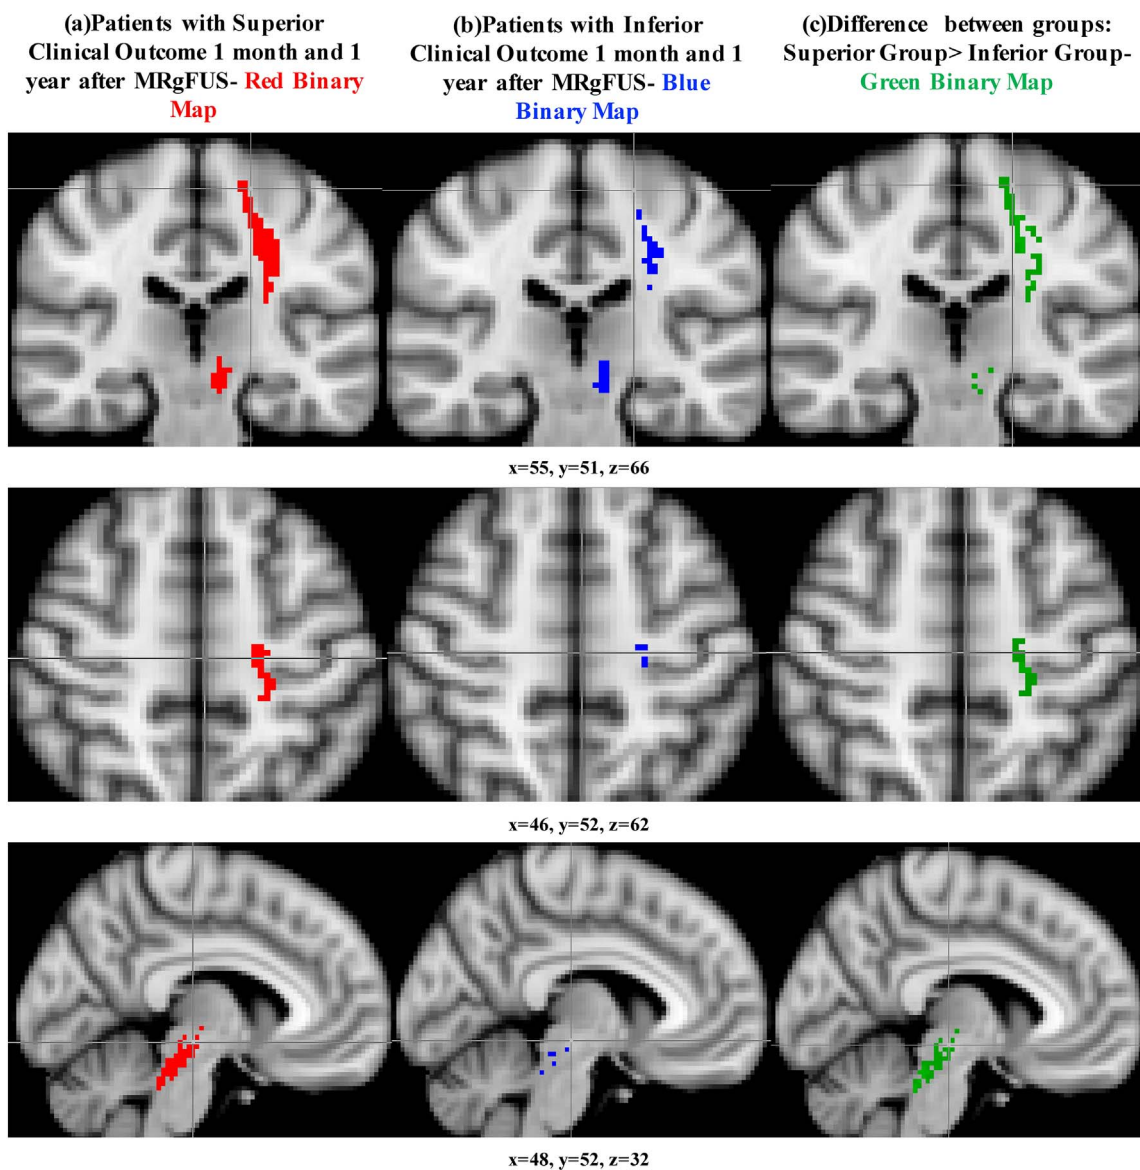 (a)Patients with Superior
Clinical Outcome 1 month and 1
year after MRgFUS- Red Binary
Map
(b)Patients with Inferior
Clinical Outcome 1 month and 1
year after MRgFUS- Blue
Binary Map
(c)Difference between groups:
Superior Group> Inferior Group-
Green Binary Map
x=55, y=51, z=66
x=46, y=52, z=62
x=48, y=52, z=32